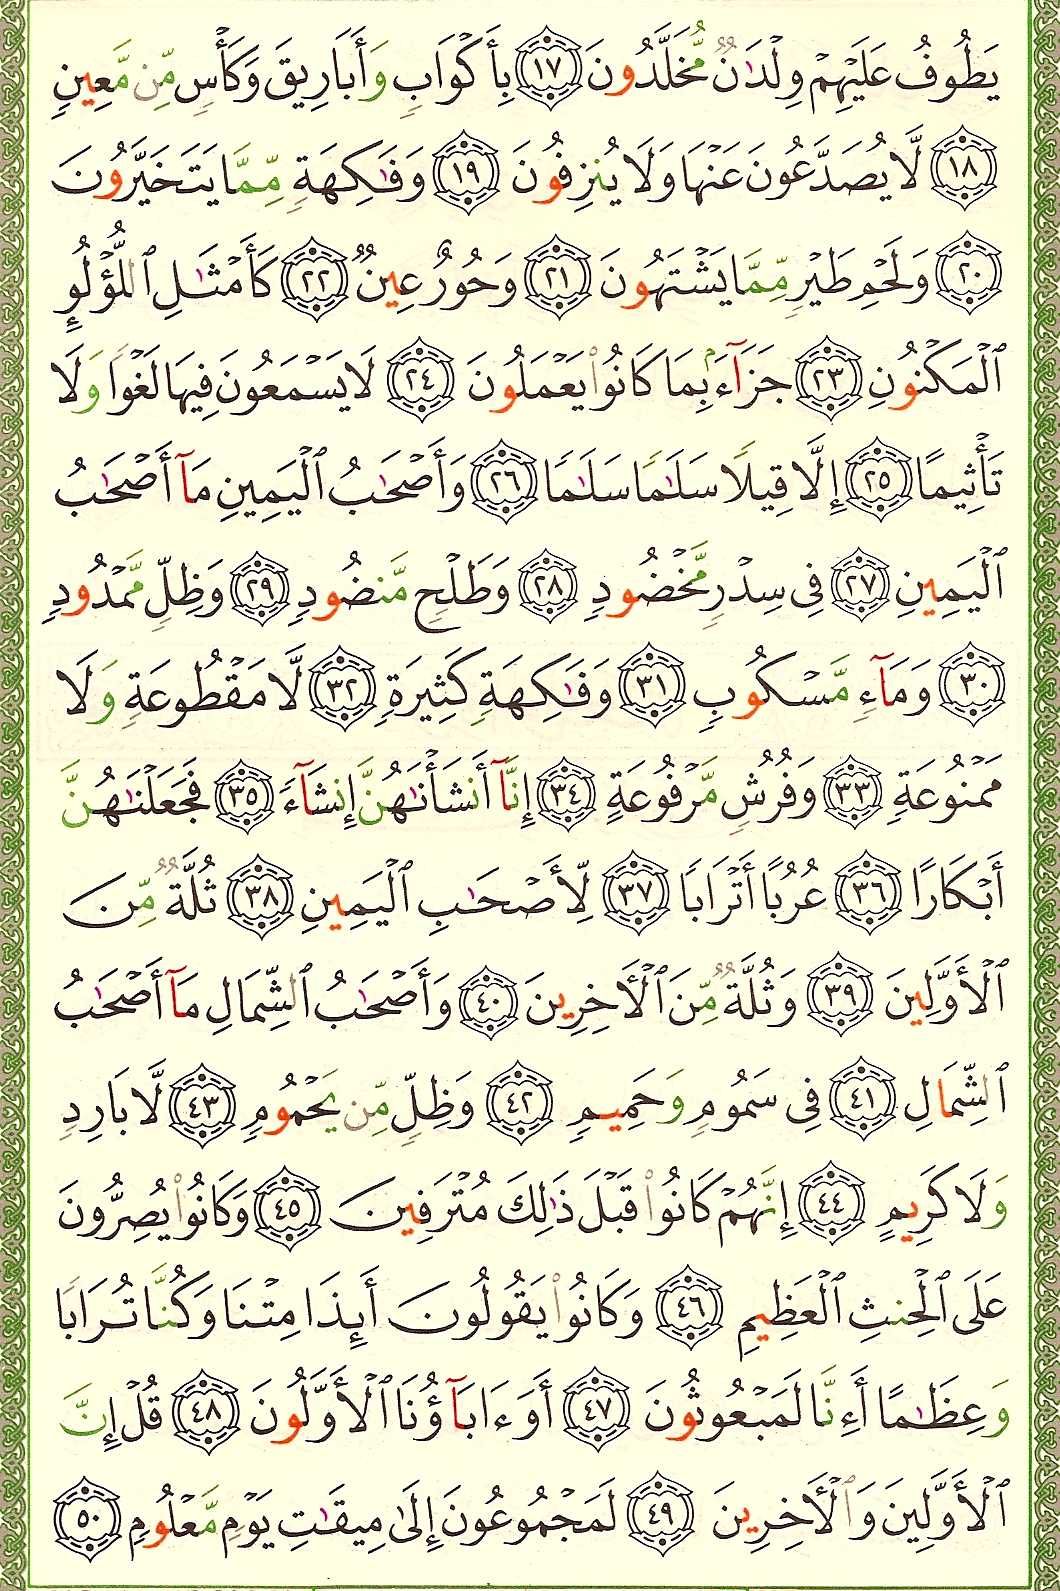 يَطُوفُ عَلَيْهِمْ وِلْدَٰنٌ مُّخَلَّدُونَ ﴿١٧﴾ بِأَكْوَابٍ وَأَبَارِيقَ وَكَأْسٍ مِّن مَّعِينٍ
﴿١٨﴾ لَّا يُصَدَّعُونَ عَنْهَا وَلَا يُنزِفُونَ ﴿١٩﴾ وَفَٰكِهَةٍ مِّمَّا يَتَخَيَّرُونَ
﴿٢٠﴾ وَلَحْمِ طَيْرٍ مِّمَّا يَشْتَهُونَ ﴿٢١﴾ وَحُورٌ عِينٌ ﴿٢٢﴾ كَأَمْثَٰلِ ٱللُّؤْلُؤِ
ٱلْمَكْنُونِ ﴿٢٣﴾ جَزَآءًۢ بِمَا كَانُوا۟ يَعْمَلُونَ ﴿٢٤﴾ لَا يَسْمَعُونَ فِيهَا لَغْوًا وَلَا
تَأْثِيمًا ﴿٢٥﴾ إِلَّا قِيلًا سَلَٰمًا سَلَٰمًا ﴿٢٦﴾ وَأَصْحَٰبُ ٱلْيَمِينِ مَآ أَصْحَٰبُ
ٱلْيَمِينِ ﴿٢٧﴾ فِى سِدْرٍ مَّخْضُودٍ ﴿٢٨﴾ وَطَلْحٍ مَّنضُودٍ ﴿٢٩﴾ وَظِلٍّ مَّمْدُودٍ
﴿٣٠﴾ وَمَآءٍ مَّسْكُوبٍ ﴿٣١﴾ وَفَٰكِهَةٍ كَثِيرَةٍ ﴿٣٢﴾ لَّا مَقْطُوعَةٍ وَلَا
مَمْنُوعَةٍ ﴿٣٣﴾ وَفُرُشٍ مَّرْفُوعَةٍ ﴿٣٤﴾ إِنَّآ أَنشَأْنَٰهُنَّ إِنشَآءً ﴿٣٥﴾ فَجَعَلْنَٰهُنَّ
أَبْكَارًا ﴿٣٦﴾ عُرُبًا أَتْرَابًا ﴿٣٧﴾ لِّأَصْحَٰبِ ٱلْيَمِينِ ﴿٣٨﴾ ثُلَّةٌ مِّنَ
ٱلْأَوَّلِينَ ﴿٣٩﴾ وَثُلَّةٌ مِّنَ ٱلْأَخِرِينَ ﴿٤٠﴾ وَأَصْحَٰبُ ٱلشِّمَالِ مَآ أَصْحَٰبُ
ٱلشِّمَالِ ﴿٤١﴾ فِى سَمُومٍ وَحَمِيمٍ ﴿٤٢﴾ وَظِلٍّ مِّن يَحْمُومٍ ﴿٤٣﴾ لَّا بَارِدٍ
وَلَا كَرِيمٍ ﴿٤٤﴾ إِنَّهُمْ كَانُوا۟ قَبْلَ ذَٰلِكَ مُتْرَفِينَ ﴿٤٥﴾ وَكَانُوا۟ يُصِرُّونَ
عَلَى ٱلْحِنثِ ٱلْعَظِيمِ ﴿٤٦﴾ وَكَانُوا۟ يَقُولُونَ أَئِذَا مِتْنَا وَكُنَّا تُرَابًا
وَعِظَٰمًا أَءِنَّا لَمَبْعُوثُونَ ﴿٤٧﴾ أَوَءَابَآؤُنَا ٱلْأَوَّلُونَ ﴿٤٨﴾ قُلْ إِنَّ
ٱلْأَوَّلِينَ وَٱلْأَخِرِينَ ﴿٤٩﴾ لَمَجْمُوعُونَ إِلَىٰ مِيقَٰتِ يَوْمٍ مَّعْلُومٍ ﴿٥٠﴾